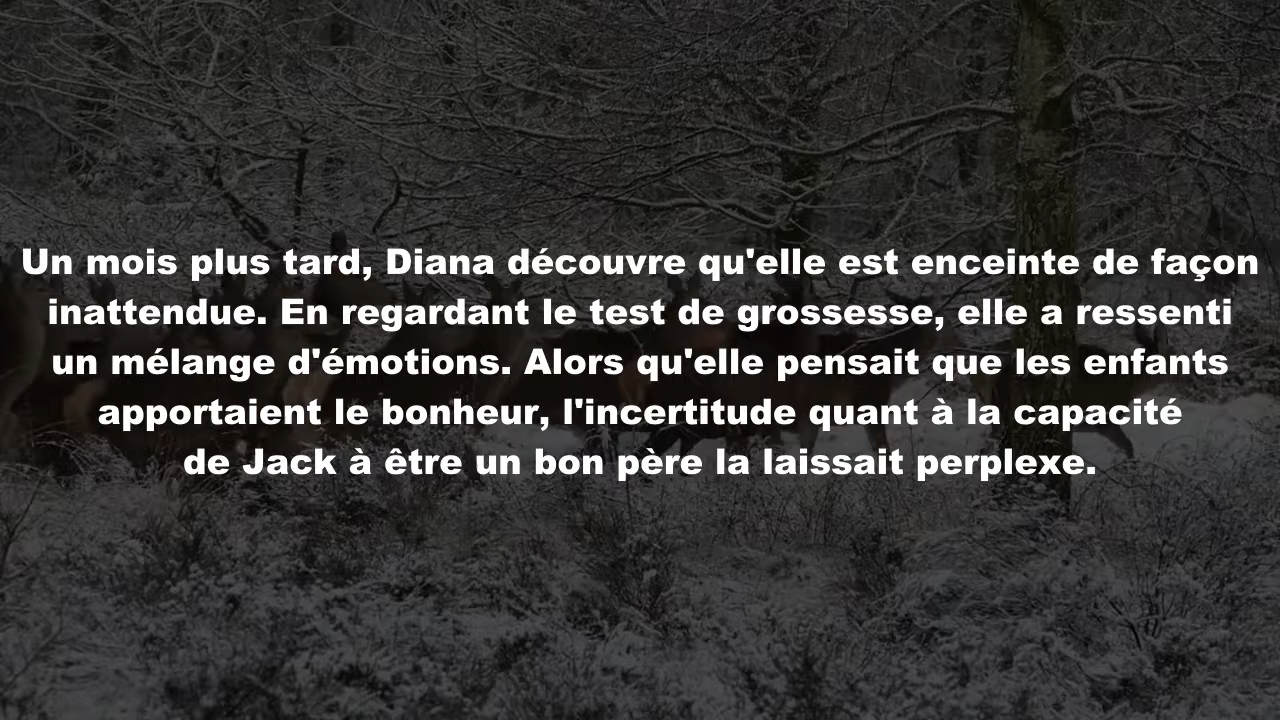 Un mois plus tard, Diana découvre qu'elle est enceinte de façon
inattendue. En regardant le test de grossesse, elle a ressenti
un mélange d'émotions. Alors qu'elle pensait que les enfants
apportaient le bonheur, l'incertitude quant à la capacité
de Jack à être un bon père la laissait perplexe.